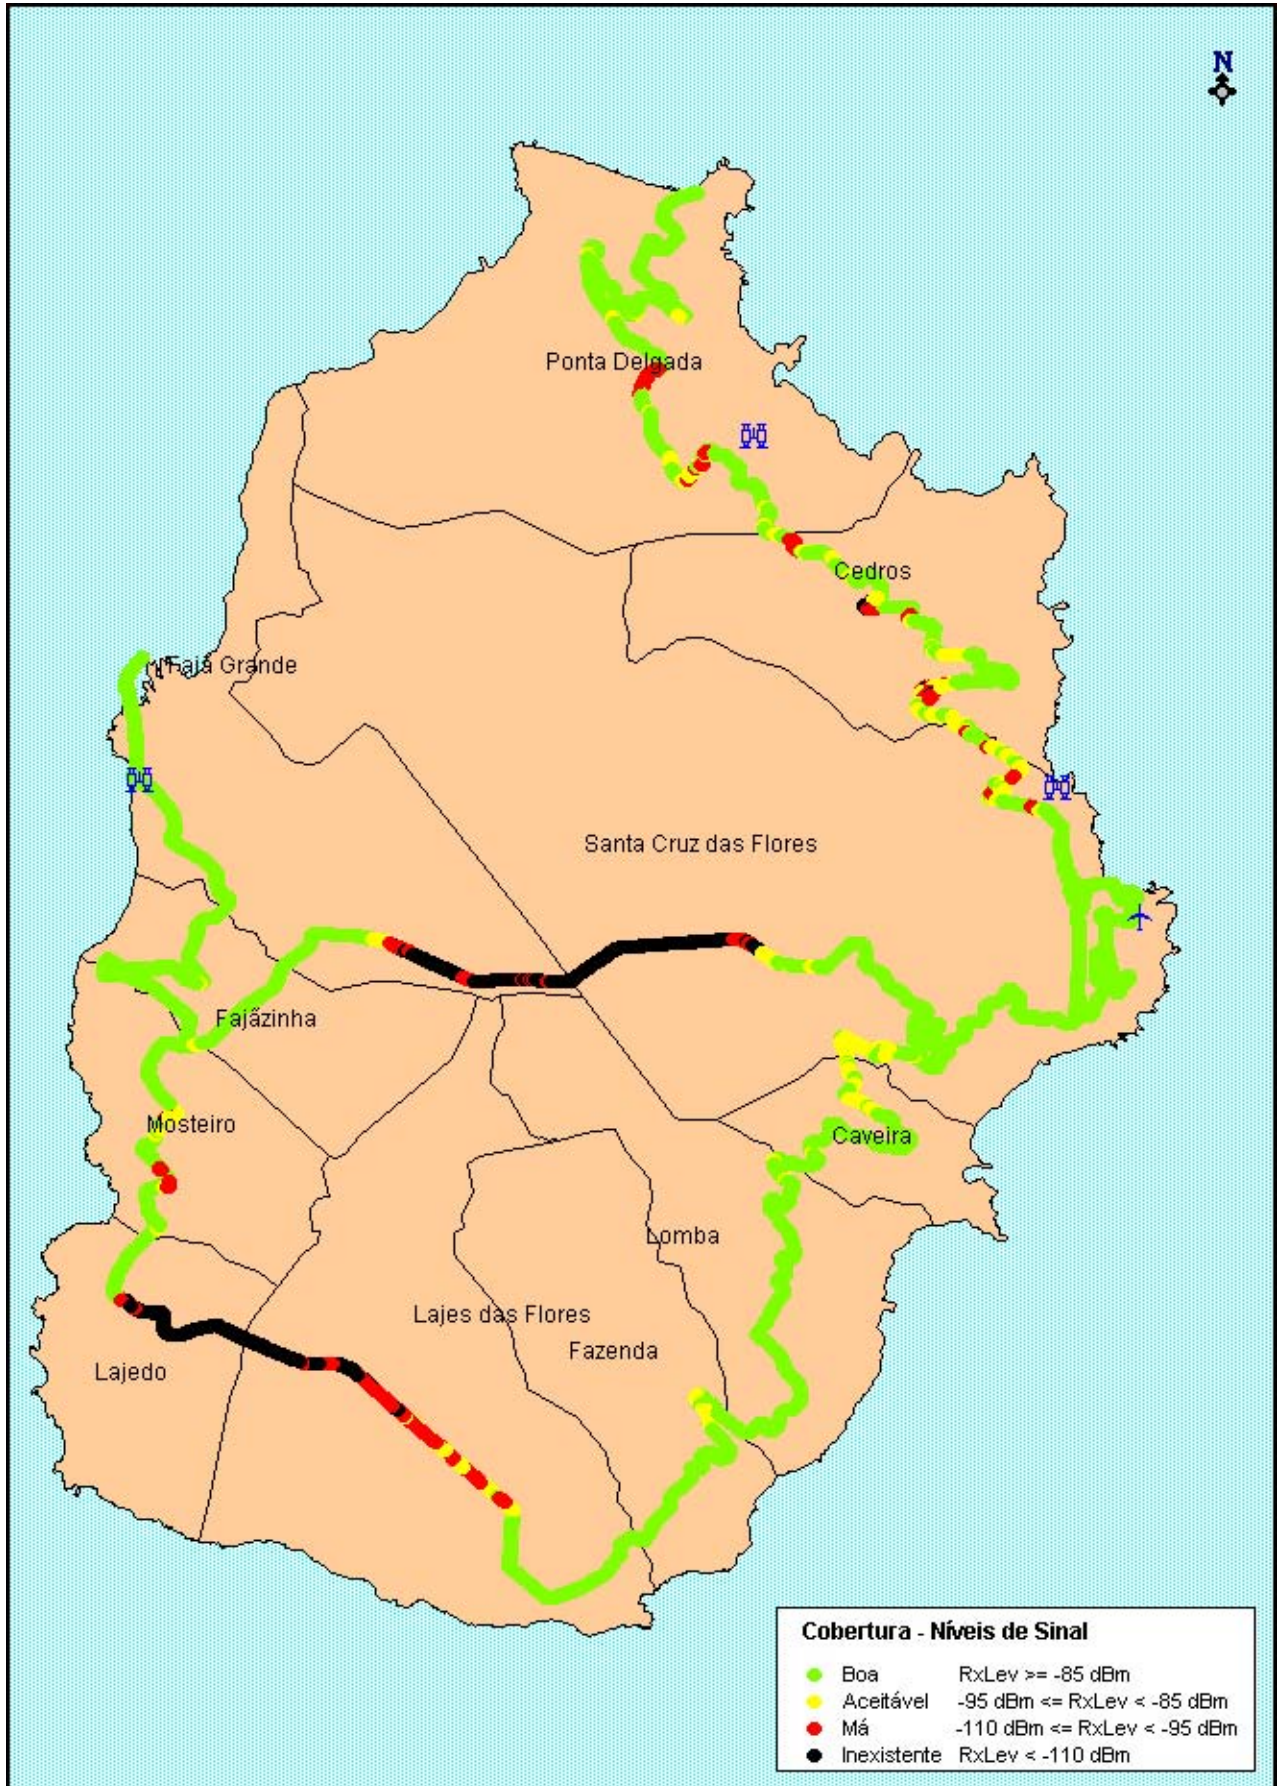 N
Ponta Delgada
Cedros
Fajã Grande
Santa Cruz das Flores
Fajãzinha
Mosteiro
Caveira
Lomba
Lajes das Flores
Fazenda
Lajedo
Cobertura - Níveis de Sinal
Boa RxLev >= -85 dBm
Aceitável -95 dBm <= RxLev < -85 dBm
Má -110 dBm <= RxLev < -95 dBm
Inexistente RxLev < -110 dBm